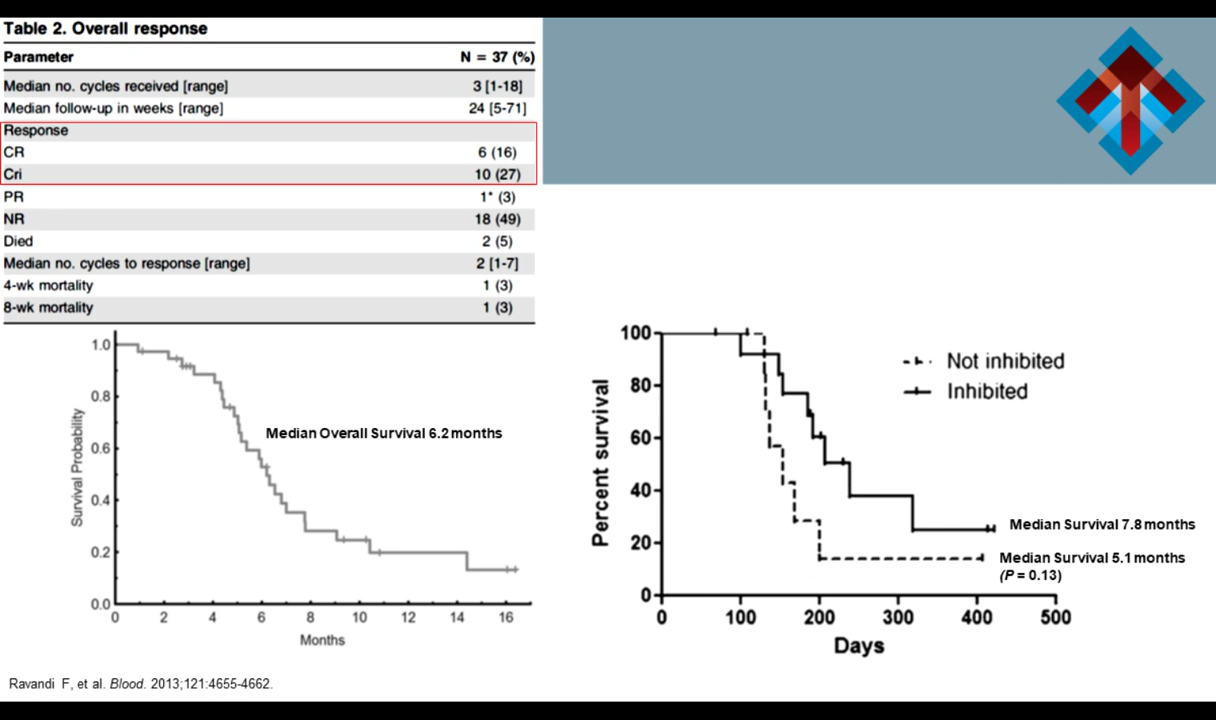 Table 2. Overall response
Parameter N = 37 (%)
Median no. cycles received [range] 3 [1-18]
Median follow-up in weeks [range] 24 [5-71]
Response
CR 6 (16)
Cri 10 (27)
PR 1* (3)
NR 18 (49)
Died 2 (5)
Median no. cycles to response [range] 2 [1-7]
4-wk mortality 1 (3)
8-wk mortality 1 (3)
1.0
0.8
0.6
0.4
0.2
0.0
Survival Probability
Median Overall Survival 6.2 months
0 2 4 6 8 10 12 14 16
Months
100
80
60
40
20
0
Percent survival
Not inhibited
Inhibited
Median Survival 7.8 months
Median Survival 5.1 months
(P = 0.13)
0 100 200 300 400 500
Days
Ravandi F, et al. Blood. 2013;121:4655-4662.